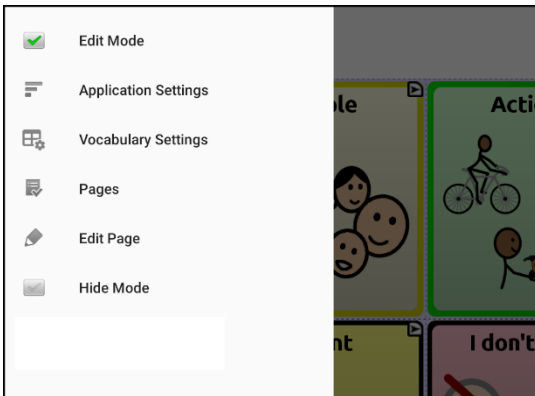 Edit Mode
Application Settings
Vocabulary Settings
Pages
Edit Page
Hide Mode
ple
Acti
nt
I don't